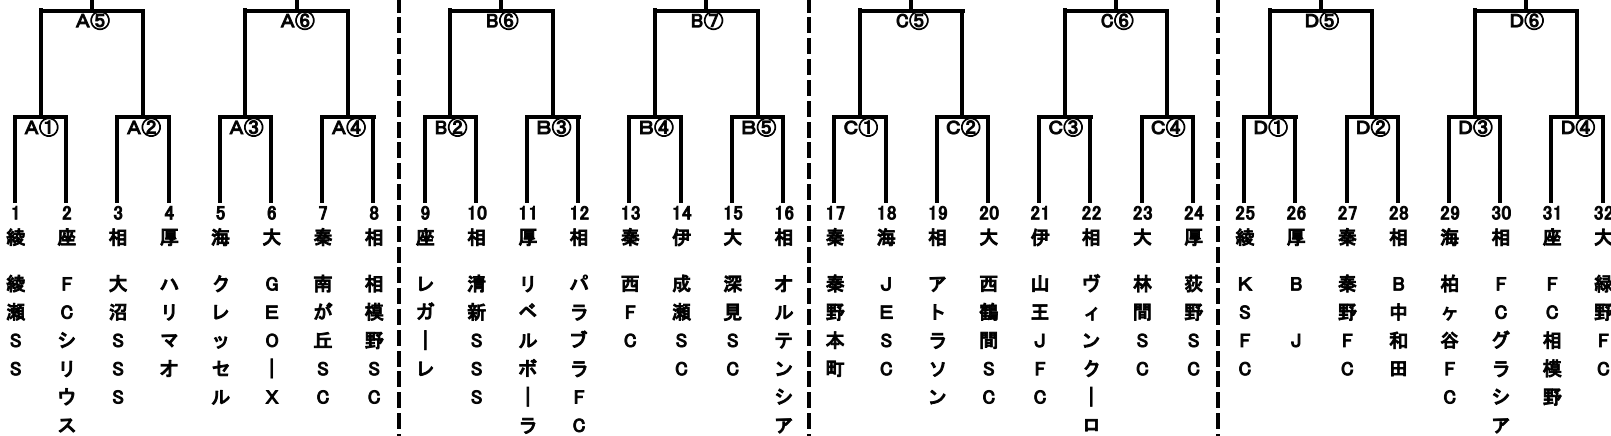 A⑤ A⑥ B⑥ B⑦ C⑤ C⑥ D⑤ D⑥
A① A② A③ A④ B② B③ B④ B⑤ C① C② C③ C④ D① D② D③ D④
1 綾 綾瀬SS
2 座 FCシリウス
3 相 大沼SSS
4 厚 ハリマオ
5 海 クレッセル
6 大 GEO-X
7 秦 南が丘SC
8 相 相模野SC
9 座 レガーレ
10 相 清新SSS
11 厚 リベルボーラ
12 相 パラブラFC
13 秦 西FC
14 伊 成瀬SC
15 大 深見SC
16 相 オルテンシア
17 秦 秦野本町
18 海 JESC
19 相 アトラソン
20 大 西鶴間SC
21 伊 山王JFC
22 相 ヴィンクーロ
23 大 林間SC
24 厚 荻野SC
25 綾 KSFC
26 厚 BJ
27 秦 秦野FC
28 相 B中和田
29 海 柏ヶ谷FC
30 相 FCグラシア
31 座 FC相模野
32 大 緑野FC